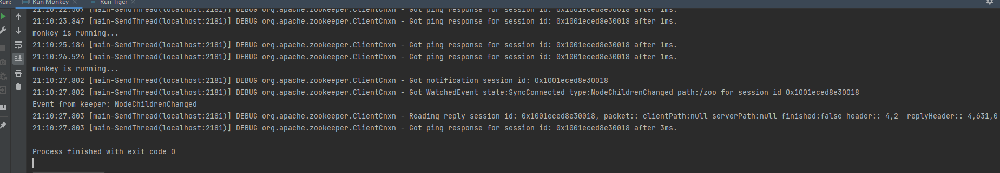 Run: Run Monkey Run Tiger
21:10:22.507 [main-SendThread(localhost:2181)] DEBUG org.apache.zookeeper.ClientCnxn - Got ping response for session id: 0x1001eced8e30018 after 1ms.
21:10:23.847 [main-SendThread(localhost:2181)] DEBUG org.apache.zookeeper.ClientCnxn - Got ping response for session id: 0x1001eced8e30018 after 1ms.
monkey is running...
21:10:25.184 [main-SendThread(localhost:2181)] DEBUG org.apache.zookeeper.ClientCnxn - Got ping response for session id: 0x1001eced8e30018 after 1ms.
21:10:26.524 [main-SendThread(localhost:2181)] DEBUG org.apache.zookeeper.ClientCnxn - Got ping response for session id: 0x1001eced8e30018 after 1ms.
monkey is running...
21:10:27.802 [main-SendThread(localhost:2181)] DEBUG org.apache.zookeeper.ClientCnxn - Got notification session id: 0x1001eced8e30018
21:10:27.802 [main-SendThread(localhost:2181)] DEBUG org.apache.zookeeper.ClientCnxn - Got WatchedEvent state:SyncConnected type:NodeChildrenChanged path:/zoo for session id 0x1001eced8e30018
Event from keeper: NodeChildrenChanged
21:10:27.803 [main-SendThread(localhost:2181)] DEBUG org.apache.zookeeper.ClientCnxn - Reading reply session id: 0x1001eced8e30018, packet:: clientPath:null serverPath:null finished:false header:: 4,2  replyHeader:: 4,631,0
21:10:27.803 [main-SendThread(localhost:2181)] DEBUG org.apache.zookeeper.ClientCnxn - Got ping response for session id: 0x1001eced8e30018 after 3ms.
Process finished with exit code 0